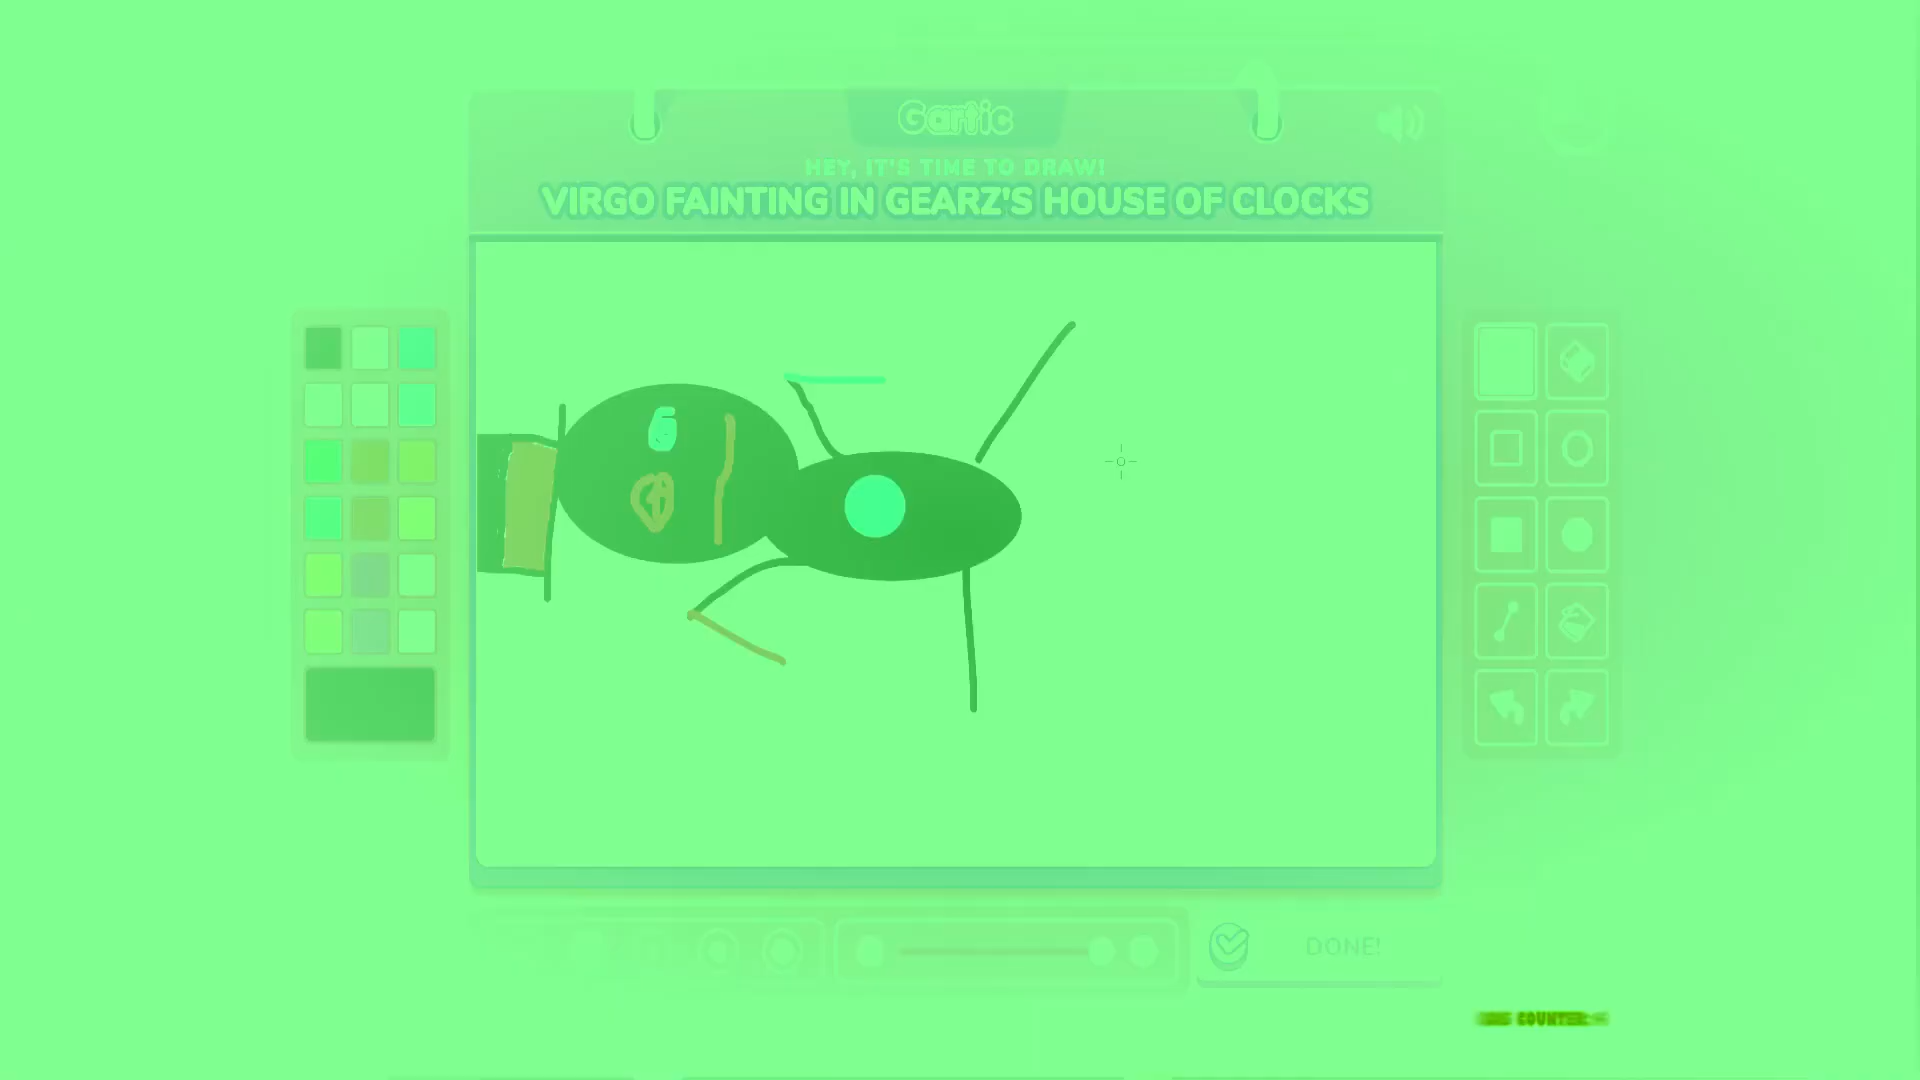 Gartic
HEY, IT'S TIME TO DRAW!
VIRGO FAINTING IN GEARZ'S HOUSE OF CLOCKS
DONE!
COUNTER